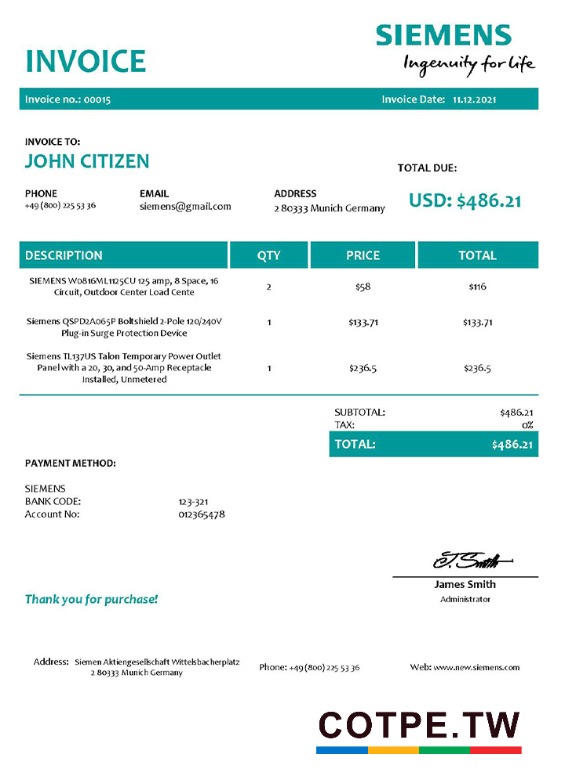 SIEMENS
Ingenuity for life
INVOICE
Invoice no.: 00015 Invoice Date: 11.12.2021
INVOICE TO:
JOHN CITIZEN
TOTAL DUE:
PHONE EMAIL ADDRESS
+49 (800) 225 53 36 siemens@gmail.com 2 80333 Munich Germany
USD: $486.21
DESCRIPTION QTY PRICE TOTAL
SIEMENS W0816ML1125CU 125 amp, 8 Space, 16
Circuit, Outdoor Center Load Cente 2 $58 $116
Siemens QSPD2A065P Boltshield 2-Pole 120/240V
Plug-in Surge Protection Device 1 $133.71 $133.71
Siemens TL137US Talon Temporary Power Outlet
Panel with a 20, 30, and 50-Amp Receptacle
Installed, Unmetered 1 $236.5 $236.5
SUBTOTAL: $486.21
TAX: 0%
TOTAL: $486.21
PAYMENT METHOD:
SIEMENS
BANK CODE: 123-321
Account No: 012365478
J. Smith
James Smith
Administrator
Thank you for purchase!
Address: Siemen Aktiengesellschaft Wittelsbacherplatz
2 80333 Munich Germany
Phone: +49 (800) 225 53 36
Web: www.new.siemens.com
COTPE.TW